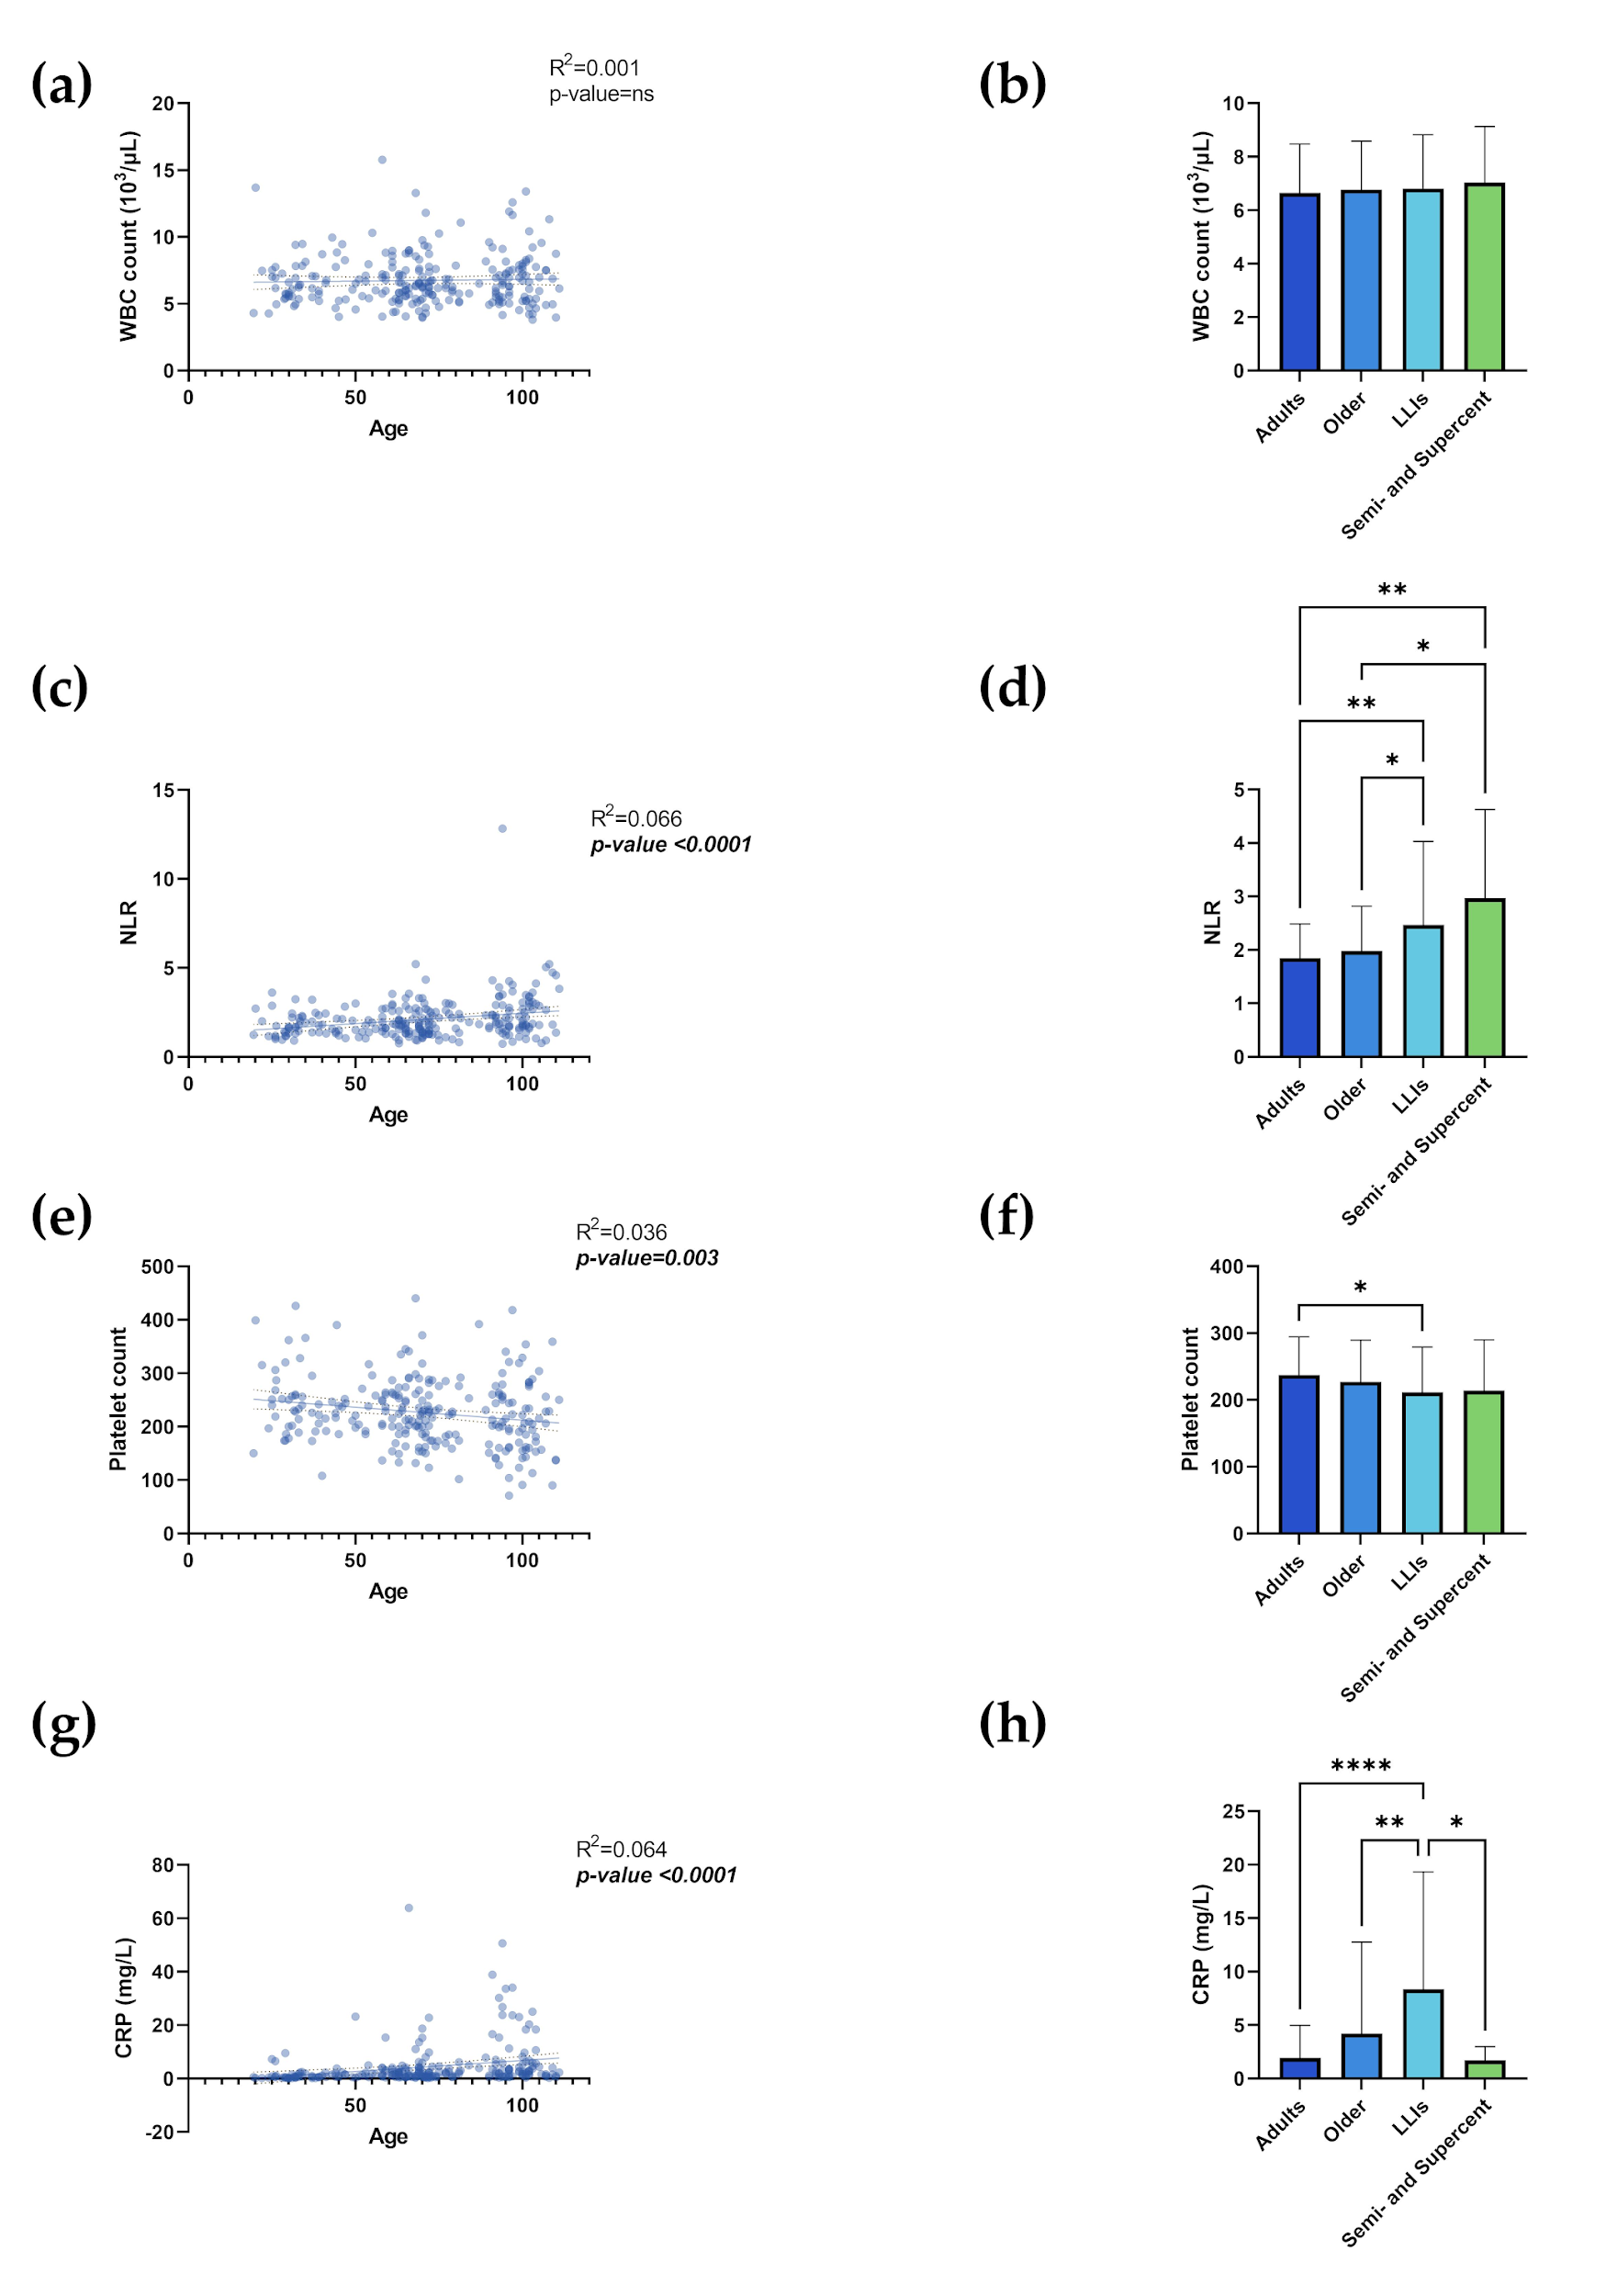 (a)
R²=0.001
p-value=ns
WBC count (10³/μL)
20
15
10
5
0
0 50 100
Age
(b)
WBC count (10³/μL)
10
8
6
4
2
0
Adults
Older
LLIs
Semi- and Supercent
(c)
R²=0.066
p-value <0.0001
NLR
15
10
5
0
0 50 100
Age
(d)
**
*
**
*
NLR
5
4
3
2
1
0
Adults
Older
LLIs
Semi- and Supercent
(e)
R²=0.036
p-value=0.003
Platelet count
500
400
300
200
100
0
0 50 100
Age
(f)
*
Platelet count
400
300
200
100
0
Adults
Older
LLIs
Semi- and Supercent
(g)
R²=0.064
p-value <0.0001
CRP (mg/L)
80
60
40
20
0
-20
50 100
Age
(h)
****
** *
CRP (mg/L)
25
20
15
10
5
0
Adults
Older
LLIs
Semi- and Supercent